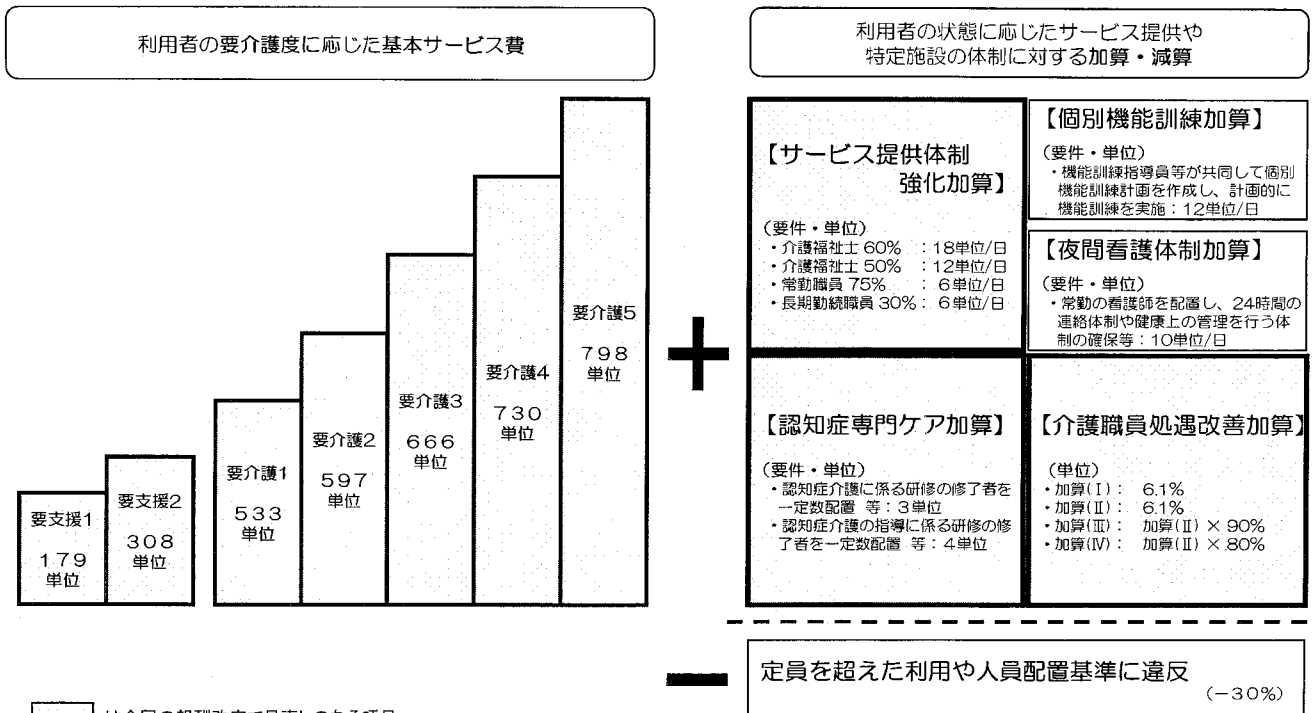 利用者の要介護度に応じた基本サービス費
利用者の状態に応じたサービス提供や
特定施設の体制に対する加算・減算
要支援1
179
単位
要支援2
308
単位
要介護1
533
単位
要介護2
597
単位
要介護3
666
単位
要介護4
730
単位
要介護5
798
単位
+
【サービス提供体制
強化加算】
(要件・単位)
・介護福祉士 60% :18単位/日
・介護福祉士 50% :12単位/日
・常勤職員 75% : 6単位/日
・長期勤続職員 30%: 6単位/日
【個別機能訓練加算】
(要件・単位)
・機能訓練指導員等が共同して個別
機能訓練計画を作成し、計画的に
機能訓練を実施:12単位/日
【夜間看護体制加算】
(要件・単位)
・常勤の看護師を配置し、24時間の
連絡体制や健康上の管理を行う体
制の確保等:10単位/日
【認知症専門ケア加算】
(要件・単位)
・認知症介護に係る研修の修了者を
一定数配置 等:3単位
・認知症介護の指導に係る研修の修
了者を一定数配置 等:4単位
【介護職員処遇改善加算】
(単位)
・加算(Ⅰ): 6.1%
・加算(Ⅱ): 6.1%
・加算(Ⅲ): 加算(Ⅱ)×90%
・加算(Ⅳ): 加算(Ⅱ)×80%
定員を超えた利用や人員配置基準に違反
(-30%)